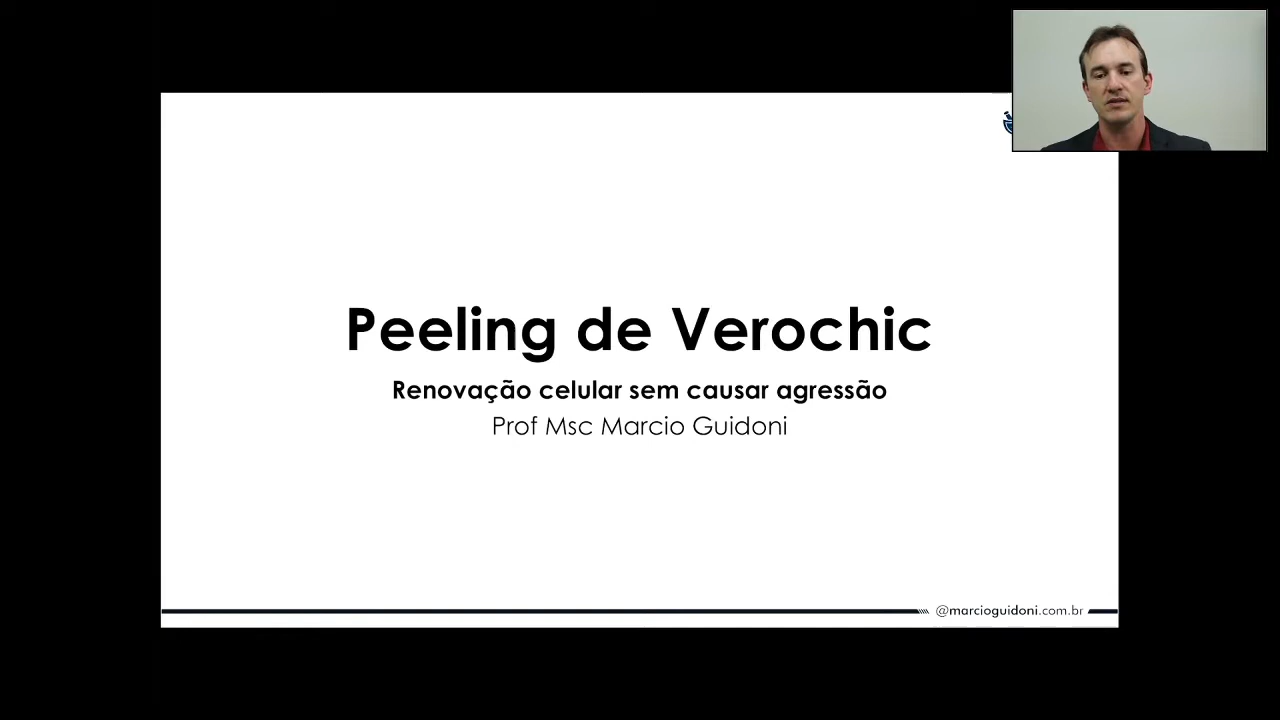 Peeling de Verochic
Renovação celular sem causar agressão
Prof Msc Marcio Guidoni
@marcioguidoni.com.br